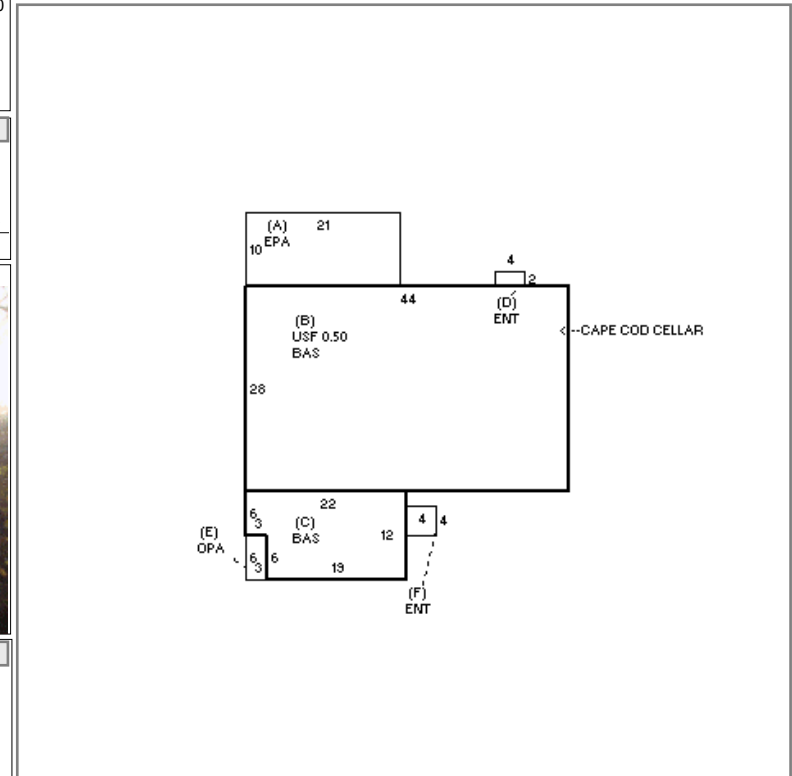 (A)
EPA
21
10
4
2
(D)
ENT
44
(B)
USF 0.50
BAS
<--CAPE COD CELLAR
28
22
6
3
(C)
BAS
12
4
4
(E)
OPA
6
3
6
19
(F)
ENT